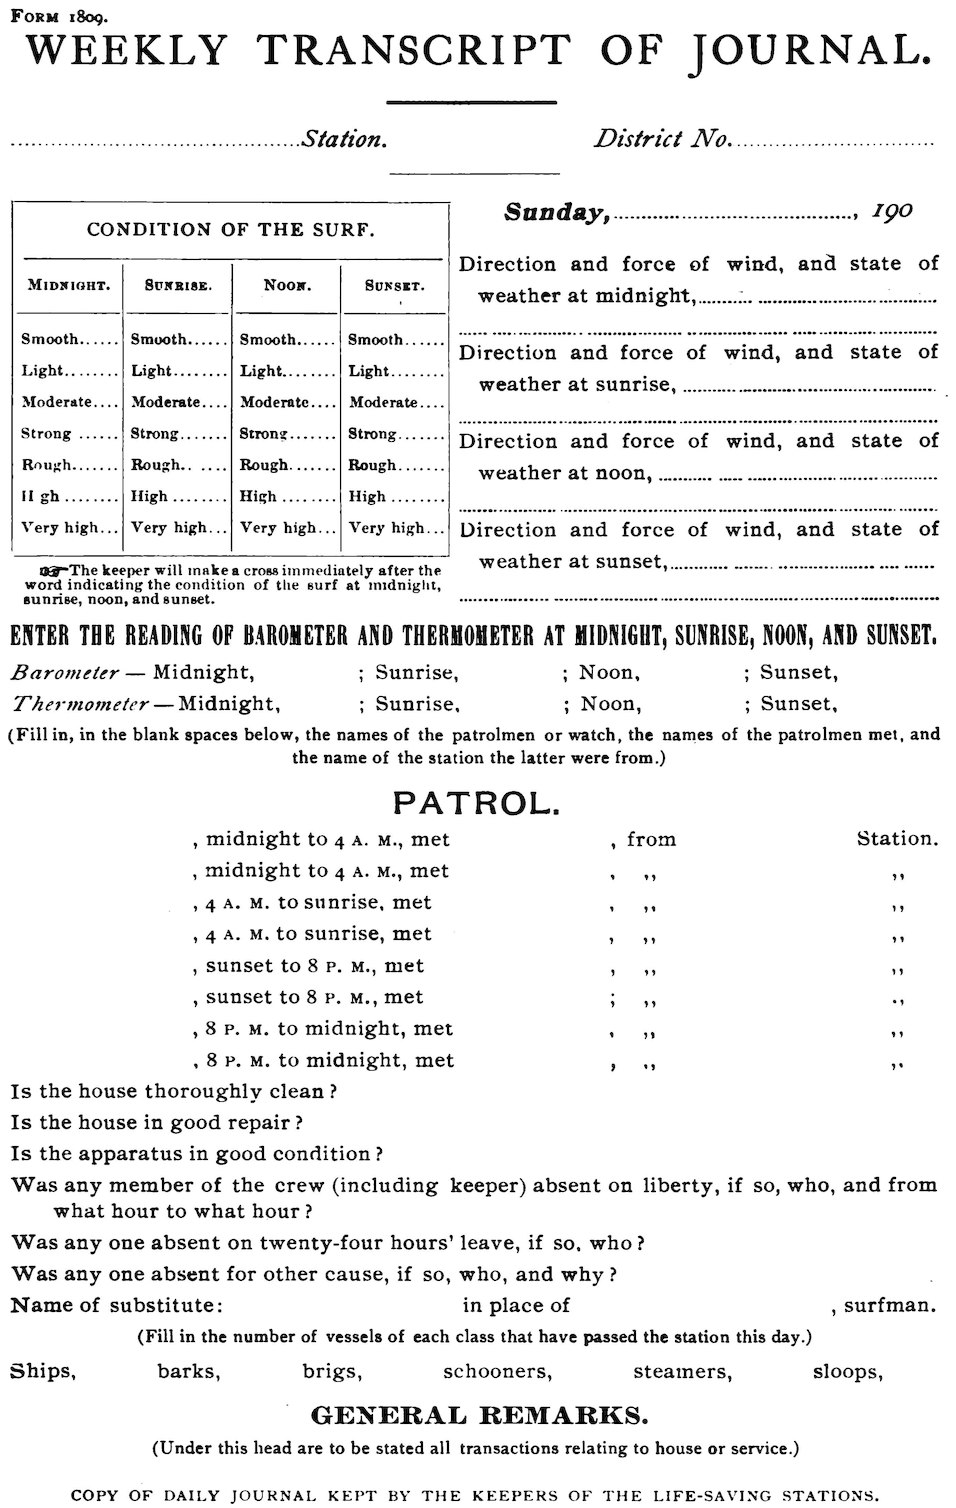 FORM 1809.
WEEKLY TRANSCRIPT OF JOURNAL.
........................................Station. District No.............................
CONDITION OF THE SURF.
MIDNIGHT. SUNRISE. NOON. SUNSET.
Smooth...... Smooth...... Smooth...... Smooth......
Light........ Light........ Light........ Light........
Moderate.... Moderate.... Moderate.... Moderate....
Strong ...... Strong....... Strong....... Strong.......
Rough....... Rough.. .... Rough....... Rough.......
High ........ High ........ High ........ High ........
Very high... Very high... Very high... Very high...
☞The keeper will make a cross immediately after the
word indicating the condition of the surf at midnight,
sunrise, noon, and sunset.
Sunday,......................................, 190
Direction and force of wind, and state of
weather at midnight,.......................................
Direction and force of wind, and state of
weather at sunrise, .......................................
Direction and force of wind, and state of
weather at noon, .......................................
Direction and force of wind, and state of
weather at sunset,.......................................
ENTER THE READING OF BAROMETER AND THERMOMETER AT MIDNIGHT, SUNRISE, NOON, AND SUNSET.
Barometer — Midnight, ; Sunrise, ; Noon, ; Sunset,
Thermometer — Midnight, ; Sunrise, ; Noon, ; Sunset,
(Fill in, in the blank spaces below, the names of the patrolmen or watch, the names of the patrolmen met, and
the name of the station the latter were from.)
PATROL.
, midnight to 4 A. M., met , from Station.
, midnight to 4 A. M., met , ,, ,,
, 4 A. M. to sunrise, met , ,, ,,
, 4 A. M. to sunrise, met , ,, ,,
, sunset to 8 P. M., met , ,, ,,
, sunset to 8 P. M., met ; ,, ,,
, 8 P. M. to midnight, met , ,, ,,
, 8 P. M. to midnight, met , ,, ,,
Is the house thoroughly clean?
Is the house in good repair?
Is the apparatus in good condition?
Was any member of the crew (including keeper) absent on liberty, if so, who, and from
what hour to what hour?
Was any one absent on twenty-four hours' leave, if so, who?
Was any one absent for other cause, if so, who, and why?
Name of substitute: in place of , surfman.
(Fill in the number of vessels of each class that have passed the station this day.)
Ships, barks, brigs, schooners, steamers, sloops,
GENERAL REMARKS.
(Under this head are to be stated all transactions relating to house or service.)
COPY OF DAILY JOURNAL KEPT BY THE KEEPERS OF THE LIFE-SAVING STATIONS.